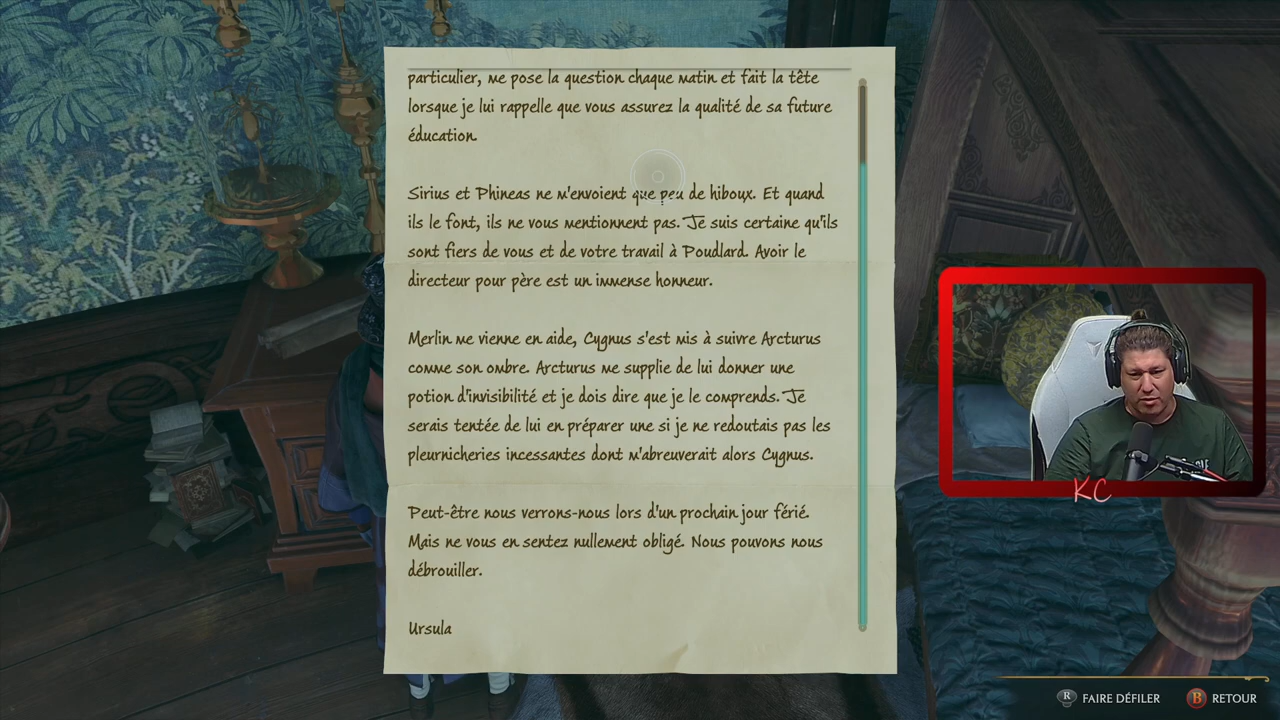 particulier, me pose la question chaque matin et fait la tête
lorsque je lui rappelle que vous assurez la qualité de sa future
éducation.
Sirius et Phineas ne m'envoient que peu de hiboux. Et quand
ils le font, ils ne vous mentionnent pas. Je suis certaine qu'ils
sont fiers de vous et de votre travail à Poudlard. Avoir le
directeur pour père est un immense honneur.
Merlin me vienne en aide, Cygnus s'est mis à suivre Arcturus
comme son ombre. Arcturus me supplie de lui donner une
potion d'invisibilité et je dois dire que je le comprends. Je
serais tentée de lui en préparer une si je ne redoutais pas les
pleurnicheries incessantes dont m'abreuverait alors Cygnus.
Peut-être nous verrons-nous lors d'un prochain jour férié.
Mais ne vous en sentez nullement obligé. Nous pouvons nous
débrouiller.
Ursula
KC
R FAIRE DÉFILER
B RETOUR